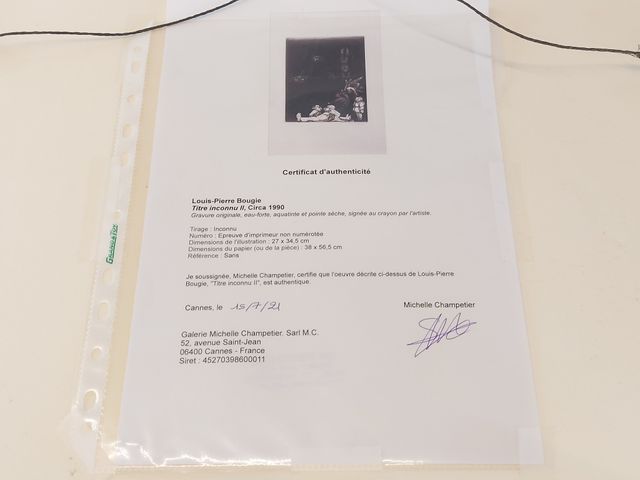 Certificat d'authenticité
Louis-Pierre Bougie
Titre inconnu II, Circa 1990
Gravure originale, eau-forte, aquatinte et pointe sèche, signée au crayon par l'artiste.
Tirage : Inconnu
Numéro : Epreuve d'imprimeur non numérotée
Dimensions de l'illustration : 27 x 34,5 cm
Dimensions du papier (ou de la pièce) : 38 x 56,5 cm
Référence : Sans
Je soussignée, Michelle Champetier, certifie que l'oeuvre décrite ci-dessus de Louis-Pierre
Bougie, "Titre inconnu II", est authentique.
Cannes, le 15/7/21
Michelle Champetier
Galerie Michelle Champetier. Sarl M.C.
52, avenue Saint-Jean
06400 Cannes - France
Siret : 45270398600011